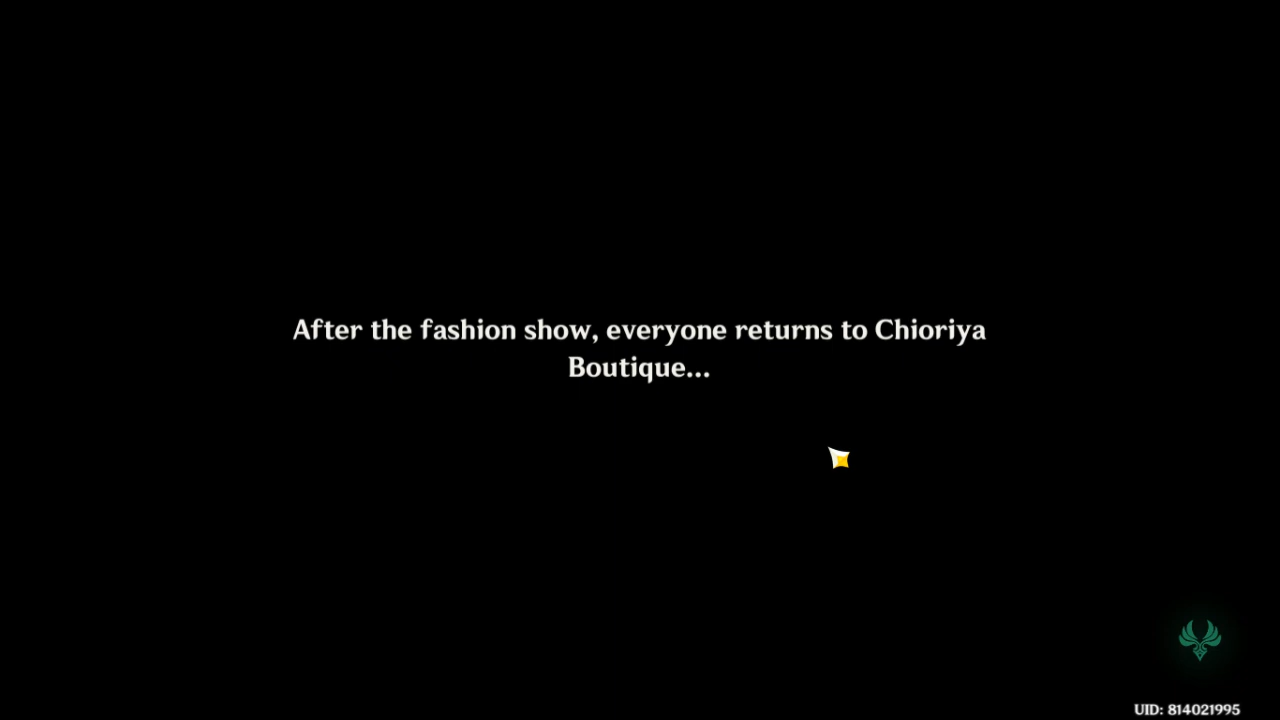 After the fashion show, everyone returns to Chioriya
Boutique...
UID: 814021995